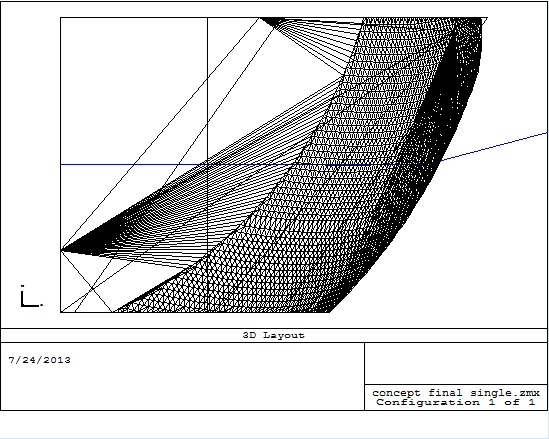 3D Layout
7/24/2013
concept final single.zmx
Configuration 1 of 1